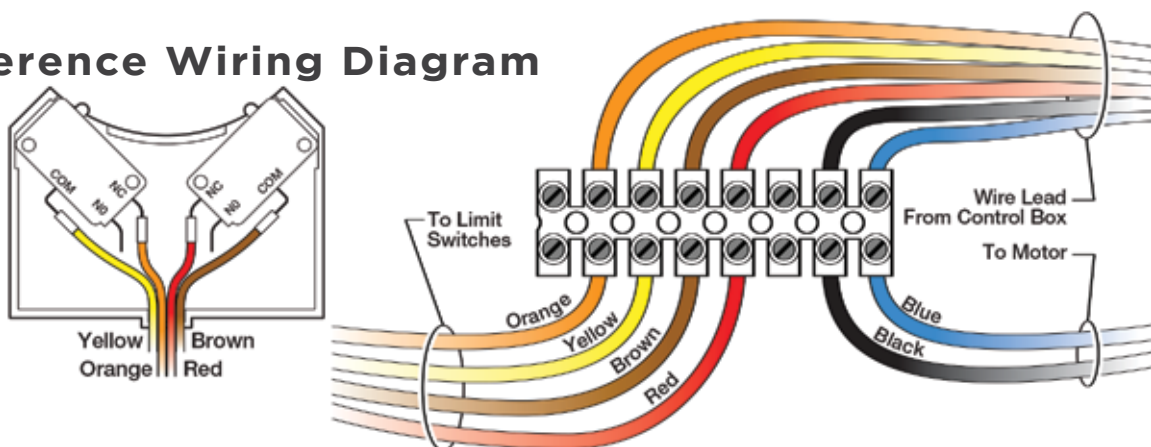 erence Wiring Diagram
COM
NC
NO
NC
NO
COM
Yellow
Brown
Orange
Red
To Limit
Switches
Orange
Yellow
Brown
Red
Wire Lead
From Control Box
To Motor
Blue
Black